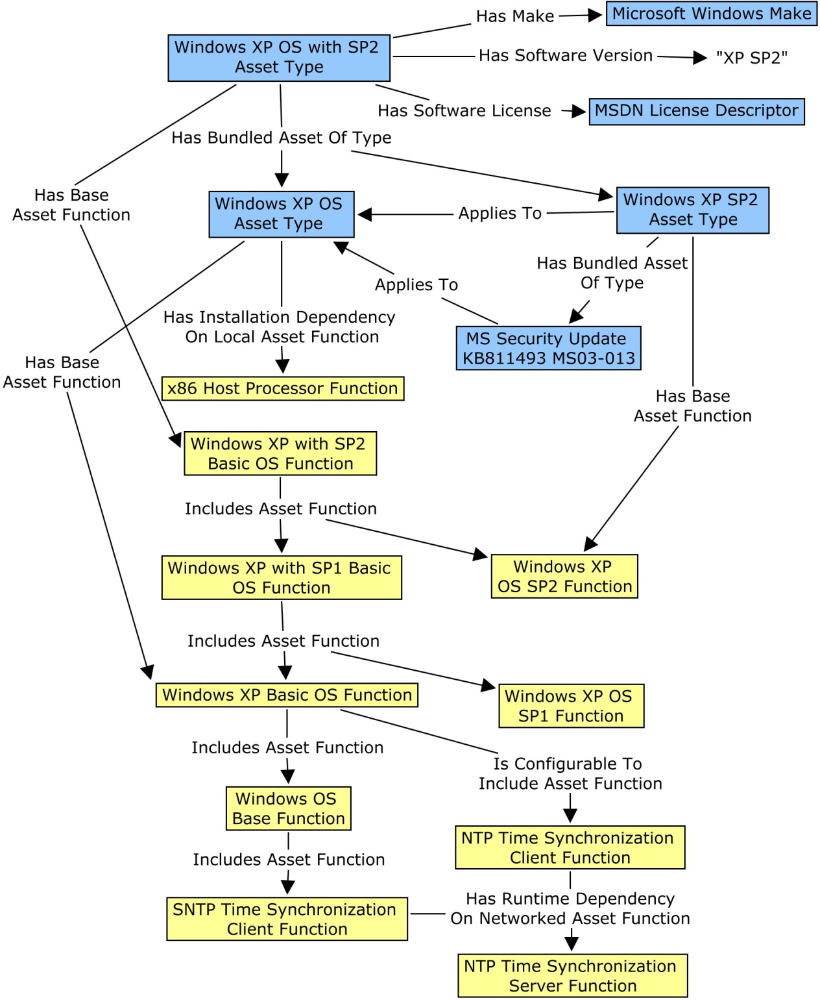 Has Make
Microsoft Windows Make
Windows XP OS with SP2
Asset Type
Has Software Version
"XP SP2"
Has Software License
MSDN License Descriptor
Has Bundled Asset Of Type
Has Base
Asset Function
Windows XP OS
Asset Type
Applies To
Windows XP SP2
Asset Type
Has Bundled Asset
Of Type
Applies To
Has Installation Dependency
On Local Asset Function
MS Security Update
KB811493 MS03-013
Has Base
Asset Function
x86 Host Processor Function
Has Base
Asset Function
Windows XP with SP2
Basic OS Function
Includes Asset Function
Windows XP with SP1 Basic
OS Function
Windows XP
OS SP2 Function
Includes Asset Function
Windows XP Basic OS Function
Windows XP OS
SP1 Function
Includes Asset Function
Is Configurable To
Include Asset Function
Windows OS
Base Function
NTP Time Synchronization
Client Function
Includes Asset Function
SNTP Time Synchronization
Client Function
Has Runtime Dependency
On Networked Asset Function
NTP Time Synchronization
Server Function